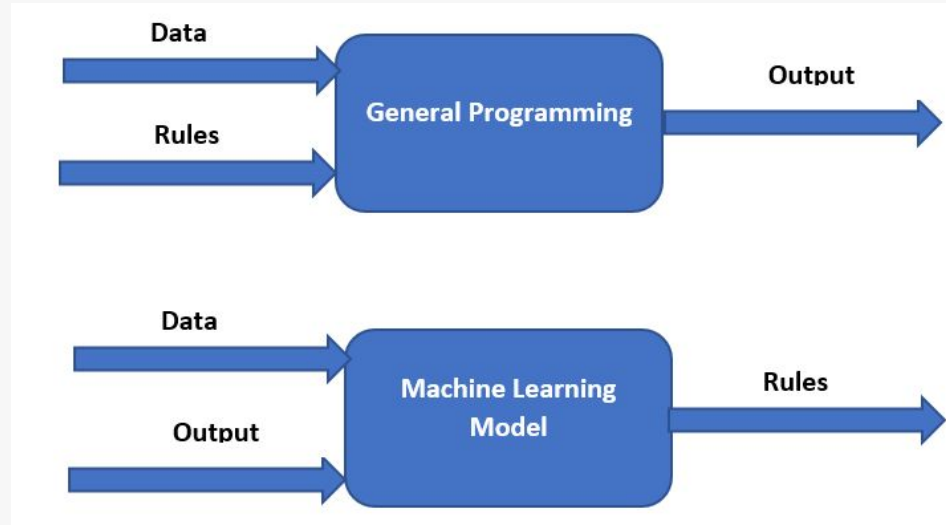 Data
General Programming
Output
Rules
Data
Machine Learning
Model
Rules
Output